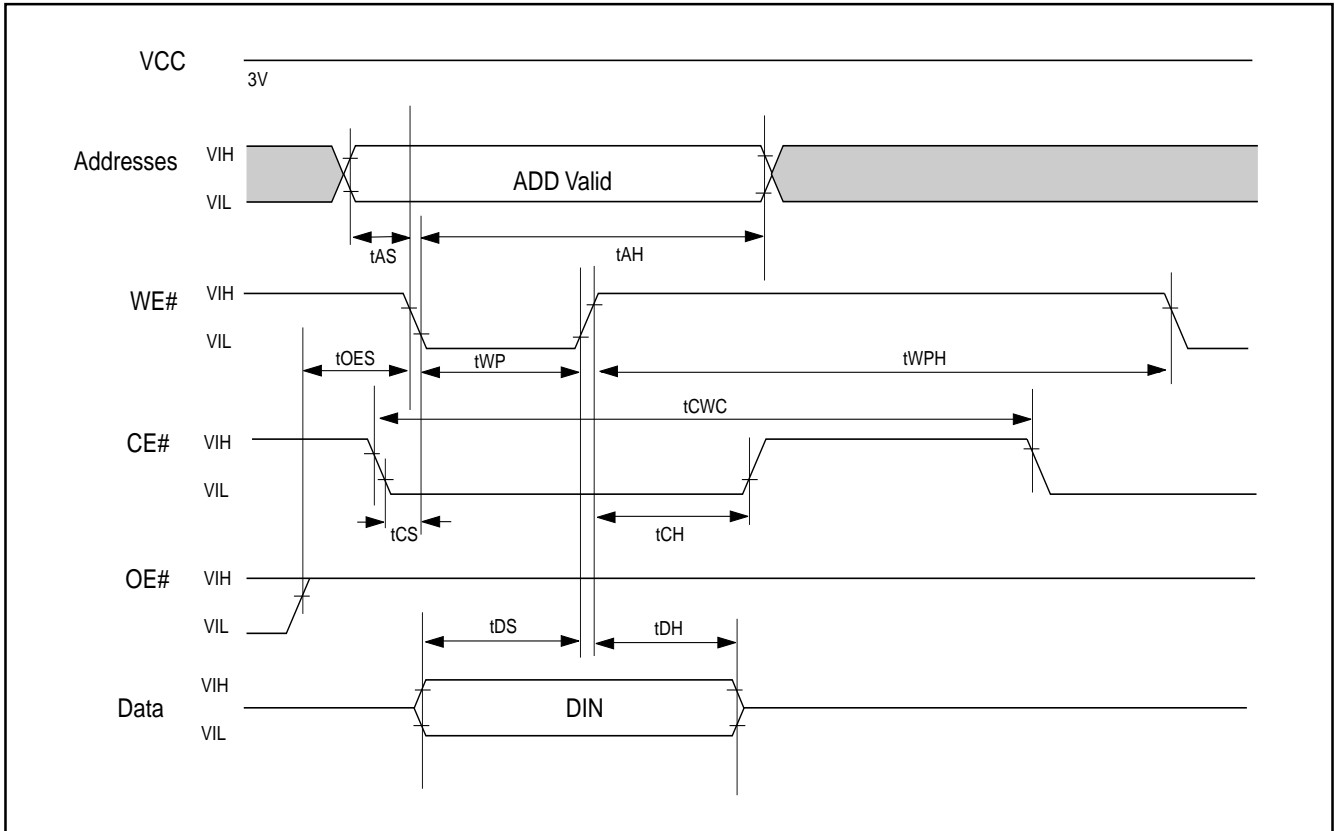 VCC
3V
Addresses
VIH
VIL
ADD Valid
tAS
tAH
WE#
VIH
VIL
tOES
tWP
tWPH
tCWC
CE#
VIH
VIL
tCS
tCH
OE#
VIH
VIL
tDS
tDH
Data
VIH
VIL
DIN